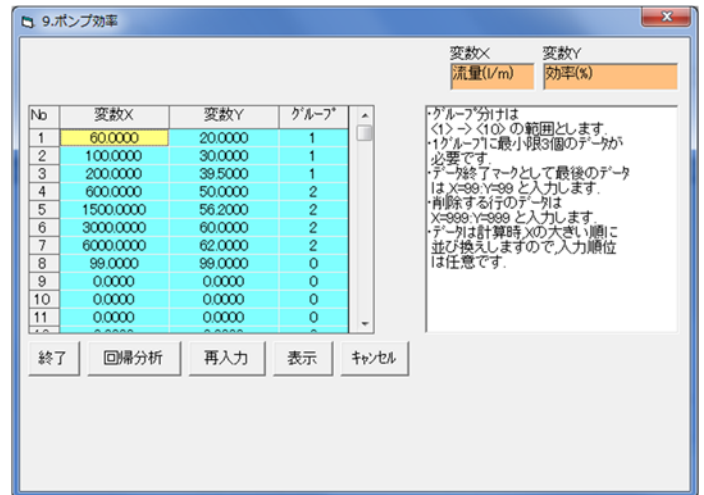 9.ポンプ効率
変数X 変数Y
流量(l/m) 効率(%)
No 変数X 変数Y ｸﾞﾙｰﾌﾟ
1 60.0000 20.0000 1
2 100.0000 30.0000 1
3 200.0000 39.5000 1
4 600.0000 50.0000 2
5 1500.0000 56.2000 2
6 3000.0000 60.0000 2
7 6000.0000 62.0000 2
8 99.0000 99.0000 0
9 0.0000 0.0000 0
10 0.0000 0.0000 0
11 0.0000 0.0000 0
･ｸﾞﾙｰﾌﾟ分けは
<1> -> <10> の範囲とします.
･1ｸﾞﾙｰﾌﾟに最小限3個のﾃﾞｰﾀが
必要です.
･ﾃﾞｰﾀ終了ﾏｰｸとして最後のﾃﾞｰﾀ
は,X=99:Y=99 と入力します.
･削除する行のﾃﾞｰﾀは
X=999:Y=999 と入力します.
･ﾃﾞｰﾀは計算時,Xの大きい順に
並び換えしますので,入力順位
は任意です.
終了 回帰分析 再入力 表示 ｷｬﾝｾﾙ